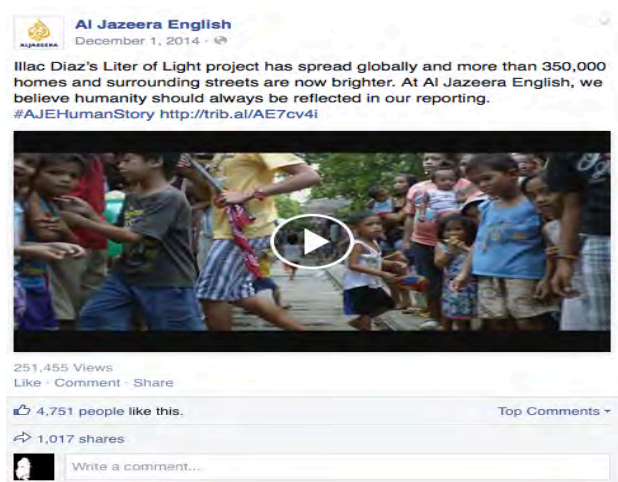 Al Jazeera English
ALJAZEERA
December 1, 2014 ·
Illac Diaz's Liter of Light project has spread globally and more than 350,000
homes and surrounding streets are now brighter. At Al Jazeera English, we
believe humanity should always be reflected in our reporting.
#AJEHumanStory http://trib.al/AE7cv4i
251,455 Views
Like · Comment · Share
4,751 people like this.
Top Comments
1,017 shares
Write a comment...